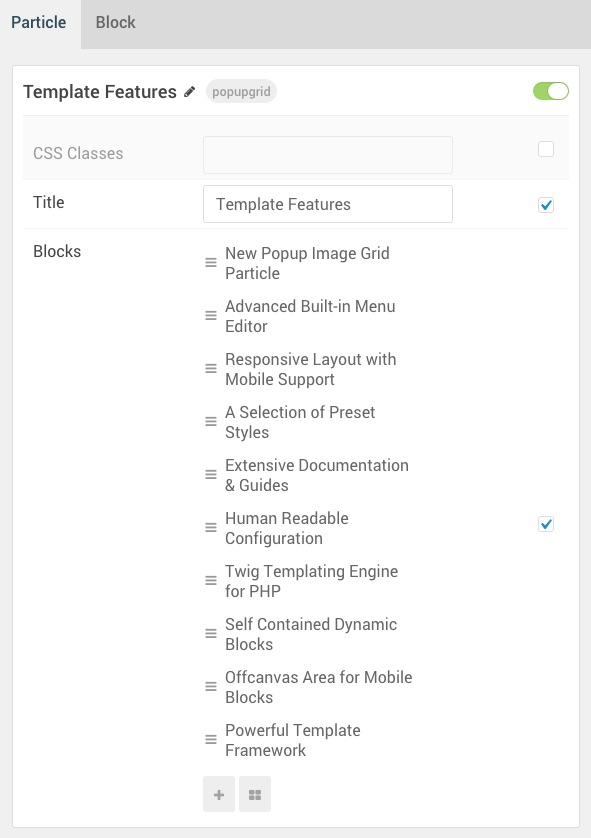 Particle Block
Template Features popupgrid
CSS Classes
Title Template Features
Blocks
New Popup Image Grid
Particle
Advanced Built-in Menu
Editor
Responsive Layout with
Mobile Support
A Selection of Preset
Styles
Extensive Documentation
& Guides
Human Readable
Configuration
Twig Templating Engine
for PHP
Self Contained Dynamic
Blocks
Offcanvas Area for Mobile
Blocks
Powerful Template
Framework